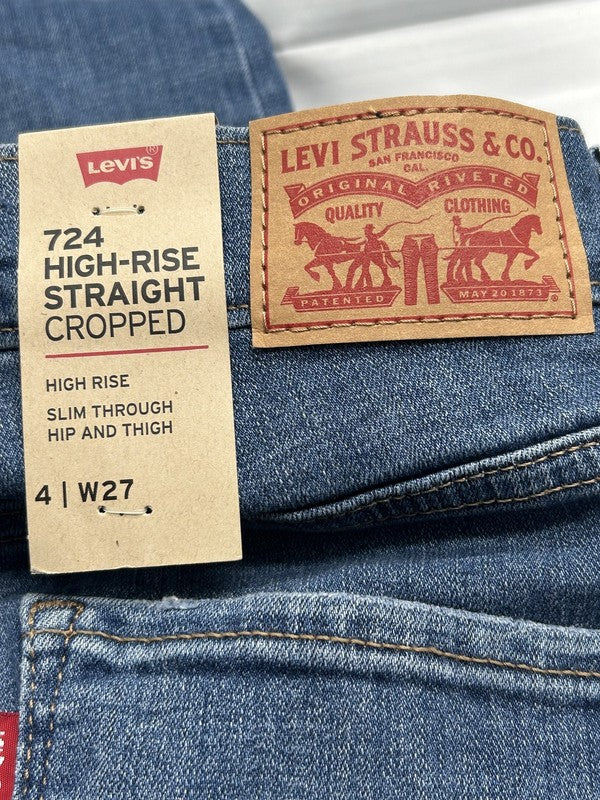 LEVI'S®
724
HIGH-RISE
STRAIGHT
CROPPED
HIGH RISE
SLIM THROUGH
HIP AND THIGH
4 | W27
LEVI STRAUSS & CO.
SAN FRANCISCO
CAL.
ORIGINAL RIVETED
QUALITY CLOTHING
PATENTED MAY 20 1873 ®